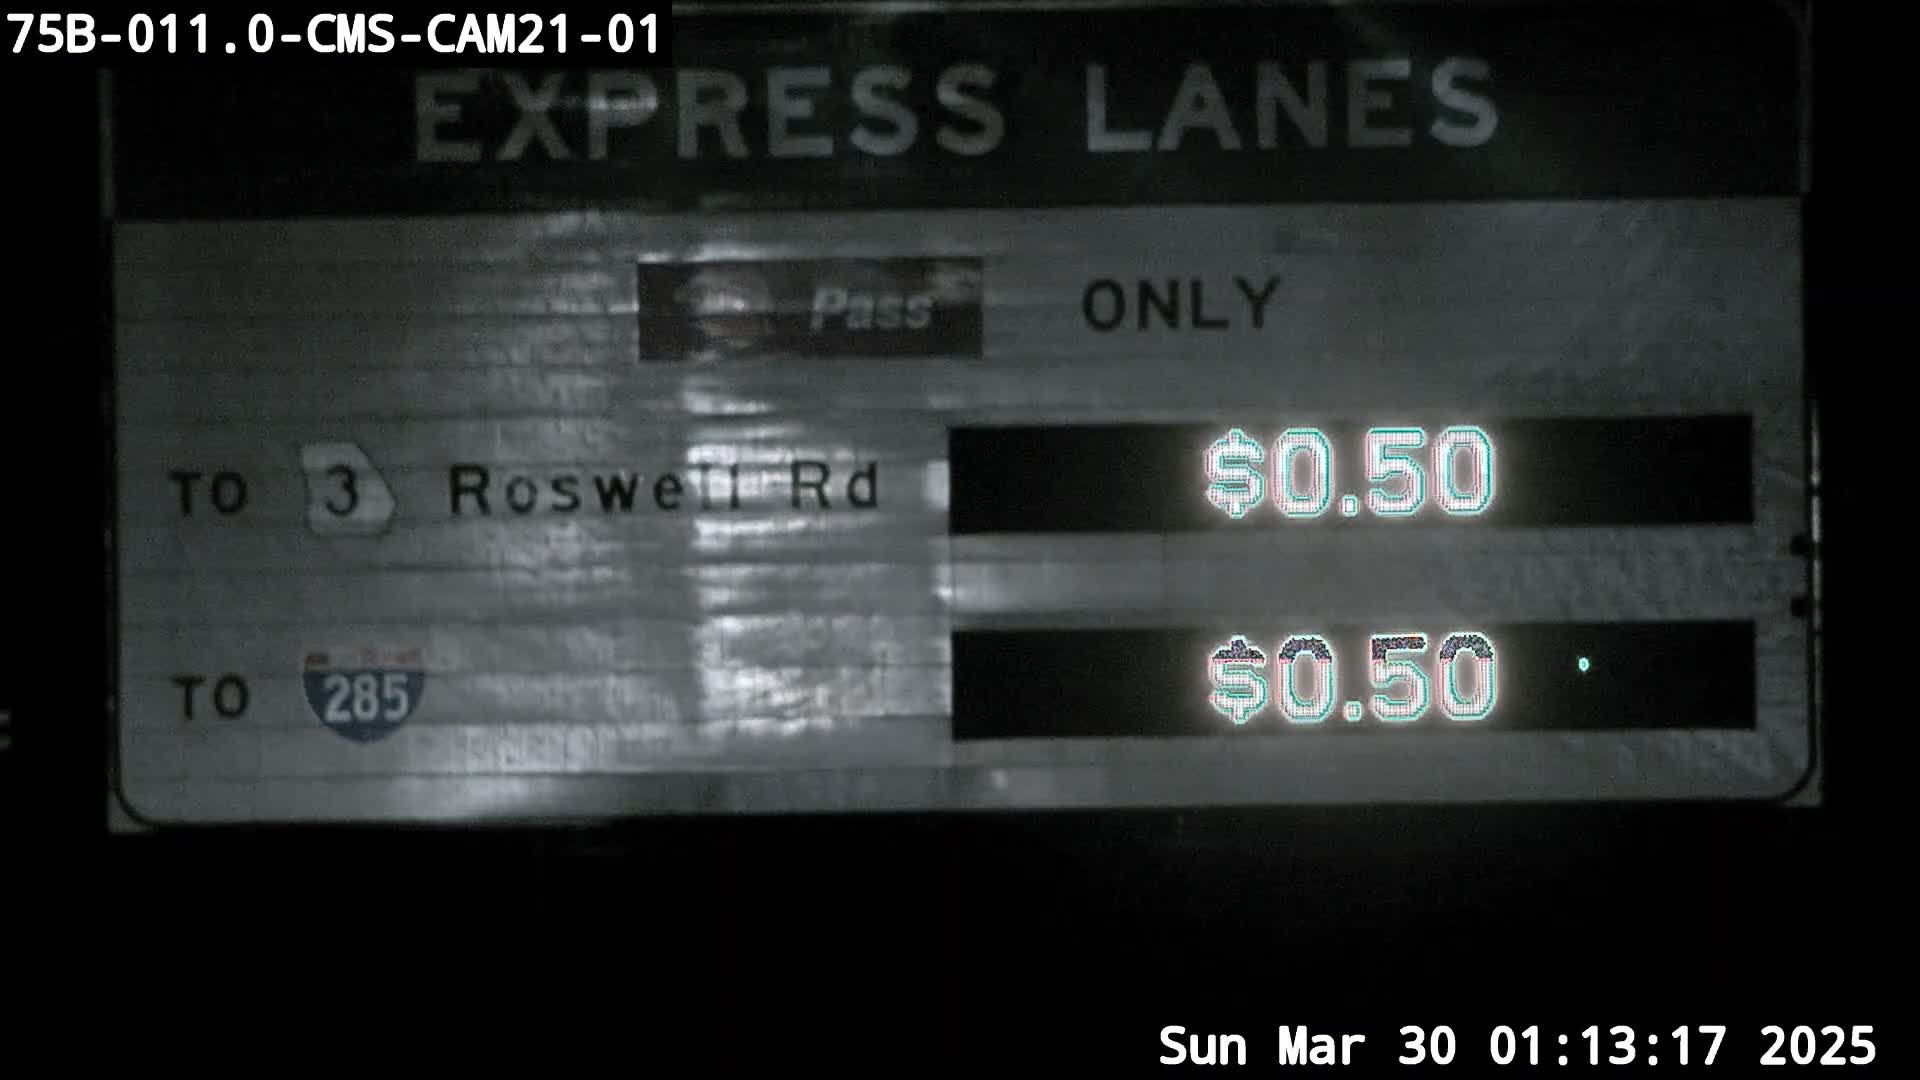 75B-011.0-CMS-CAM21-01
EXPRESS LANES
Pass ONLY
TO 3 Roswell Rd $0.50
TO 285 $0.50
Sun Mar 30 01:13:17 2025